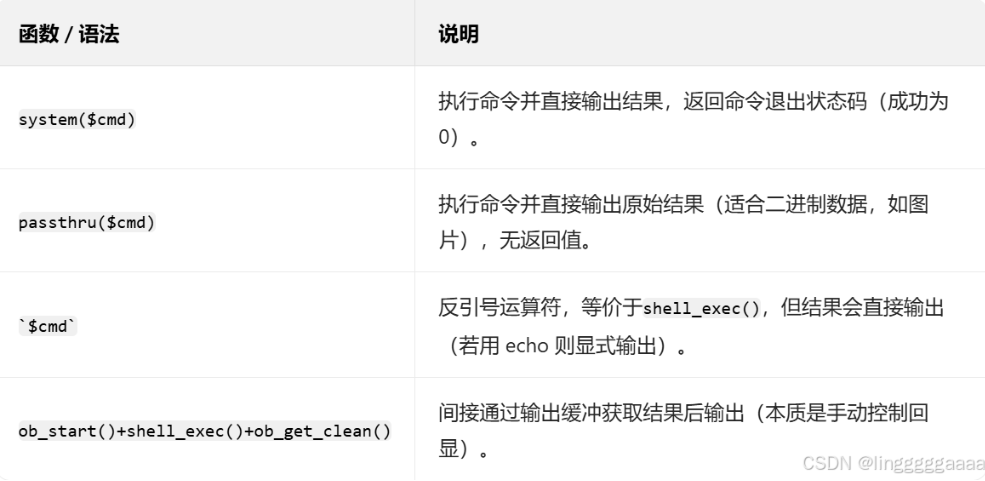 函数 / 语法
说明
system($cmd)
执行命令并直接输出结果，返回命令退出状态码（成功为
0）。
passthru($cmd)
执行命令并直接输出原始结果（适合二进制数据，如图
片），无返回值。
`$cmd`
反引号运算符，等价于shell_exec()，但结果会直接输出
（若用 echo 则显式输出）。
ob_start()+shell_exec()+ob_get_clean()
间接通过输出缓冲获取结果后输出（本质是手动控制回
显）。
CSDN @lingggggaaaa